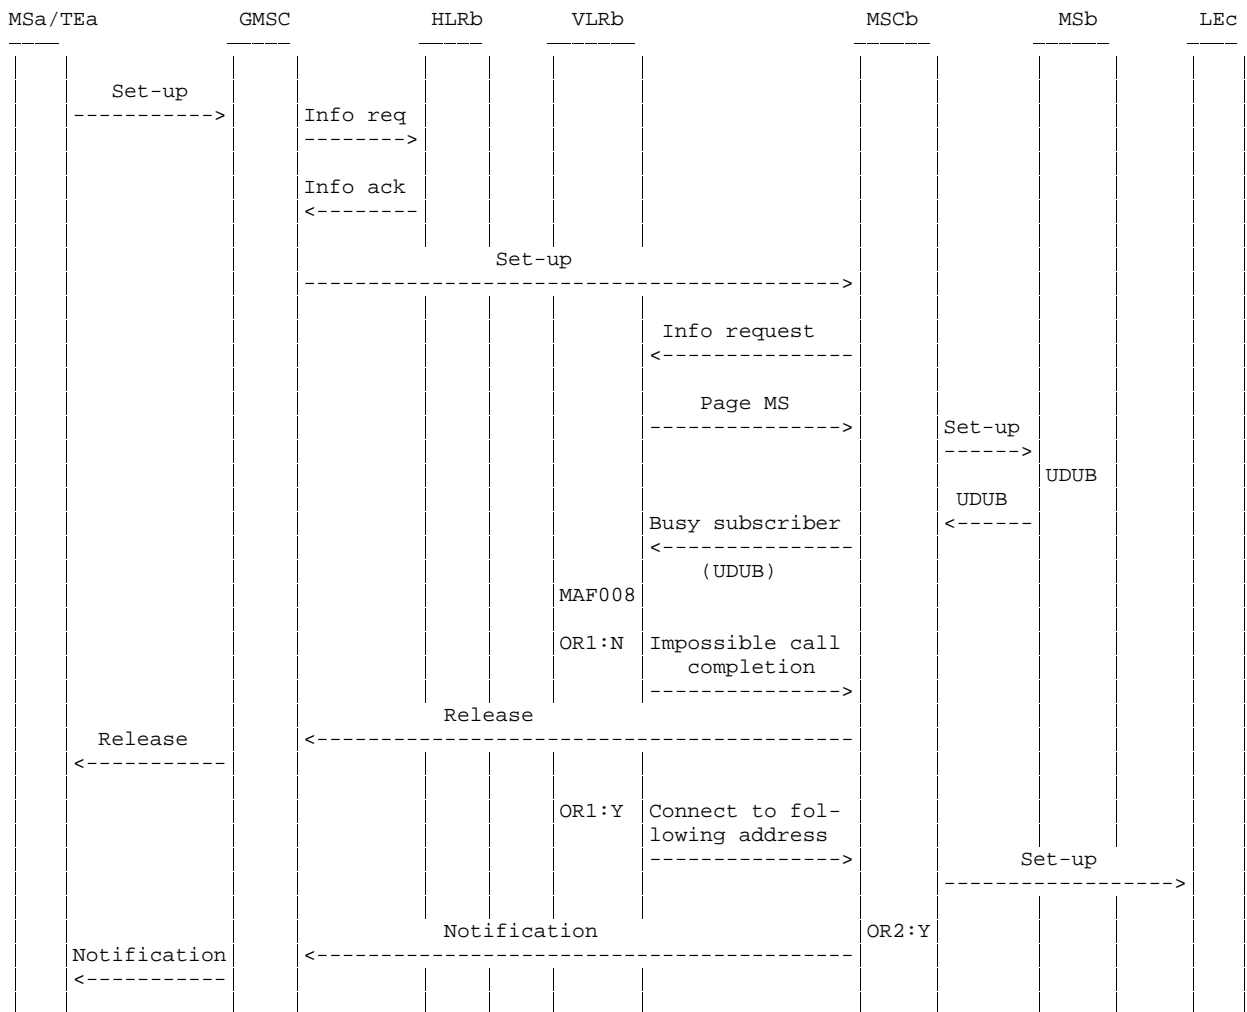 MSa/TEa GMSC HLRb VLRb MSCb MSb LEc
Set-up
Info req
Info ack
Set-up
Info request
Page MS
Set-up
UDUB
UDUB
Busy subscriber
(UDUB)
MAF008
OR1:N Impossible call
completion
Release
Release
OR1:Y Connect to fol-
lowing address
Set-up
Notification OR2:Y
Notification